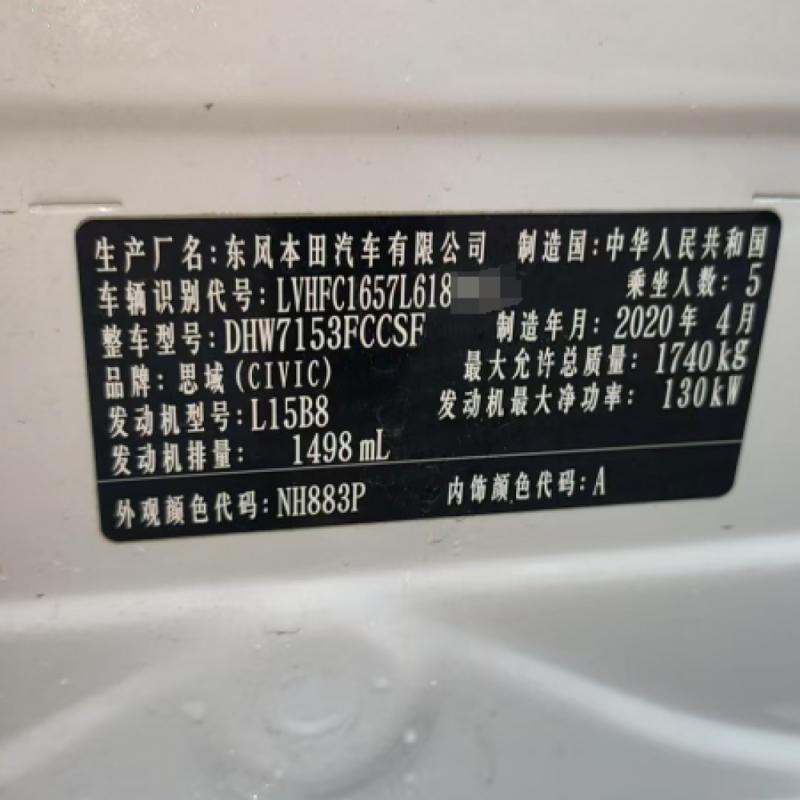 生产厂名:东风本田汽车有限公司 制造国:中华人民共和国
车辆识别代号:LVHFC1657L618 乘坐人数:5
整车型号:DHW7153FCCSF 制造年月:2020年 4月
品牌:思域(CIVIC) 最大允许总质量:1740kg
发动机型号:L15B8 发动机最大净功率:130kW
发动机排量: 1498mL
外观颜色代码:NH883P 内饰颜色代码:A